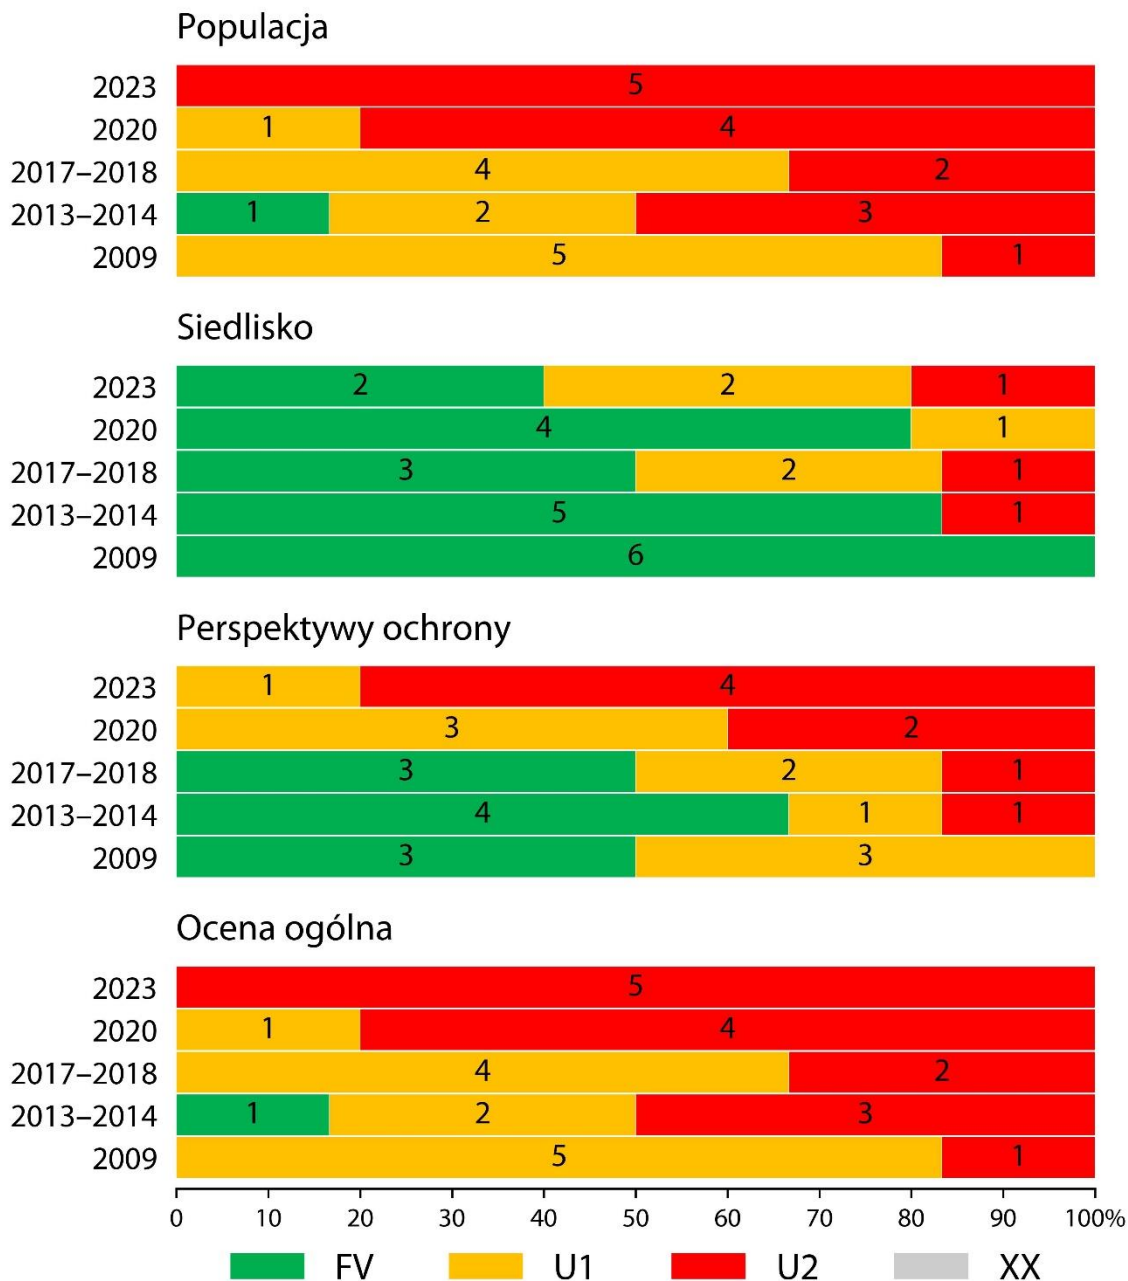 Populacja
2023 5
2020 1 4
2017–2018 4 2
2013–2014 1 2 3
2009 5 1
Siedlisko
2023 2 2 1
2020 4 1
2017–2018 3 2 1
2013–2014 5 1
2009 6
Perspektywy ochrony
2023 1 4
2020 3 2
2017–2018 3 2 1
2013–2014 4 1 1
2009 3 3
Ocena ogólna
2023 5
2020 1 4
2017–2018 4 2
2013–2014 1 2 3
2009 5 1
0 10 20 30 40 50 60 70 80 90 100%
FV U1 U2 XX